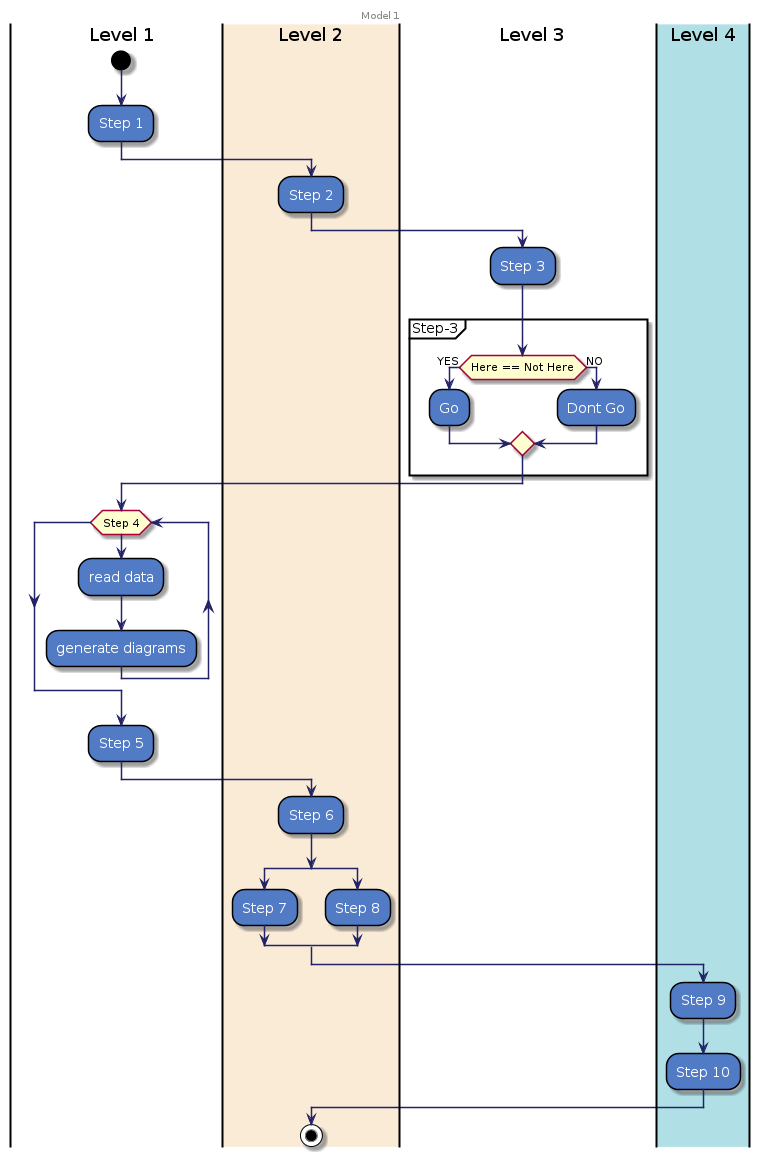 Model 1
Level 1 Level 2 Level 3 Level 4
Step 1
Step 2
Step 3
Step-3
YES Here == Not Here NO
Go Dont Go
Step 4
read data
generate diagrams
Step 5
Step 6
Step 7 Step 8
Step 9
Step 10